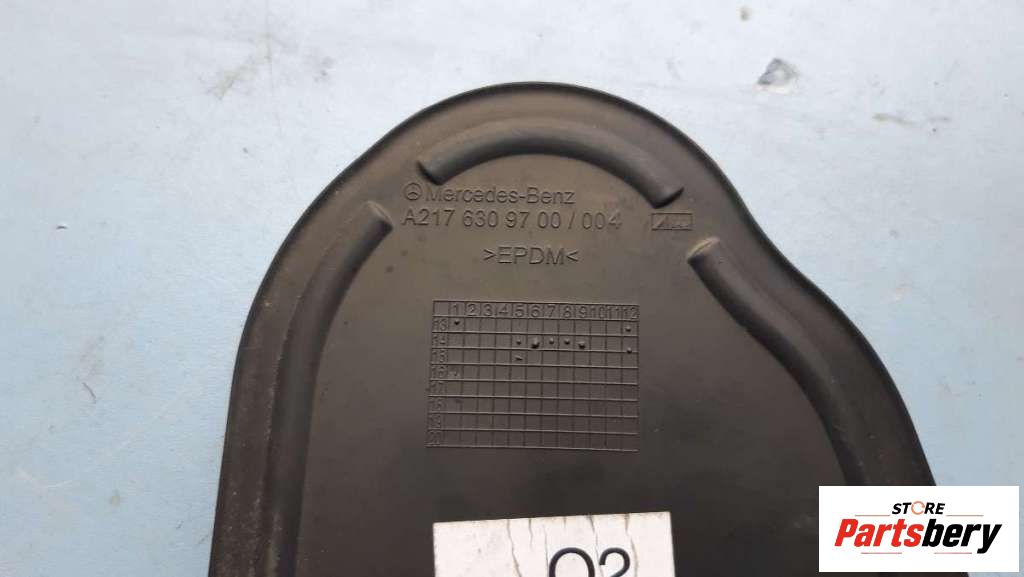 Mercedes-Benz
A217 630 97 00 / 004
>EPDM<
1 2 3 4 5 6 7 8 9 10 11 12
13
14
15
16
17
18
19
20
STORE
Partsbery